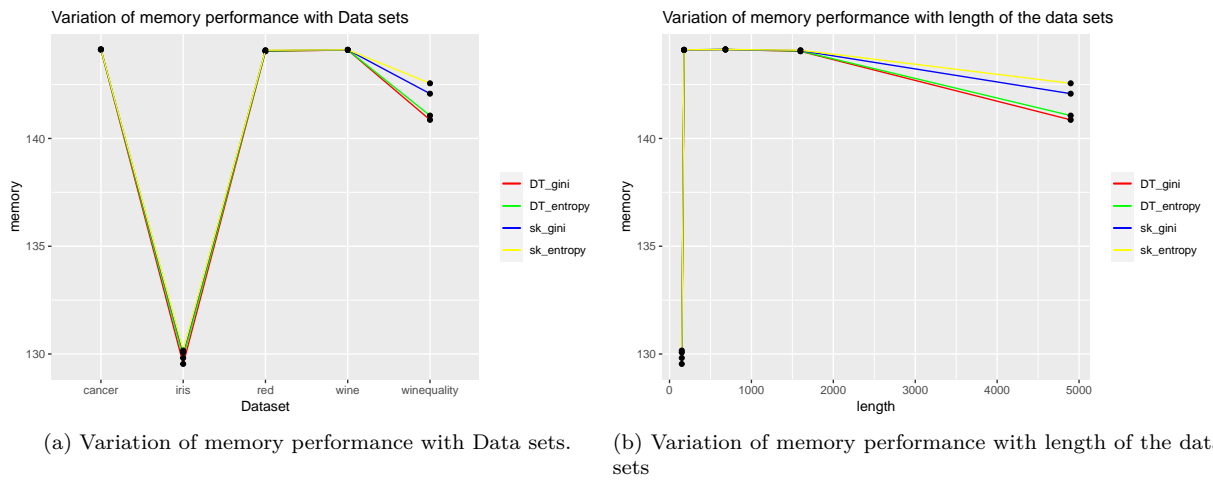 Variation of memory performance with Data sets
memory
140
135
130
cancer
iris
red
wine
winequality
Dataset
DT_gini
DT_entropy
sk_gini
sk_entropy
(a) Variation of memory performance with Data sets.
Variation of memory performance with length of the data sets
memory
140
135
130
0
1000
2000
3000
4000
5000
length
DT_gini
DT_entropy
sk_gini
sk_entropy
(b) Variation of memory performance with length of the dat
sets